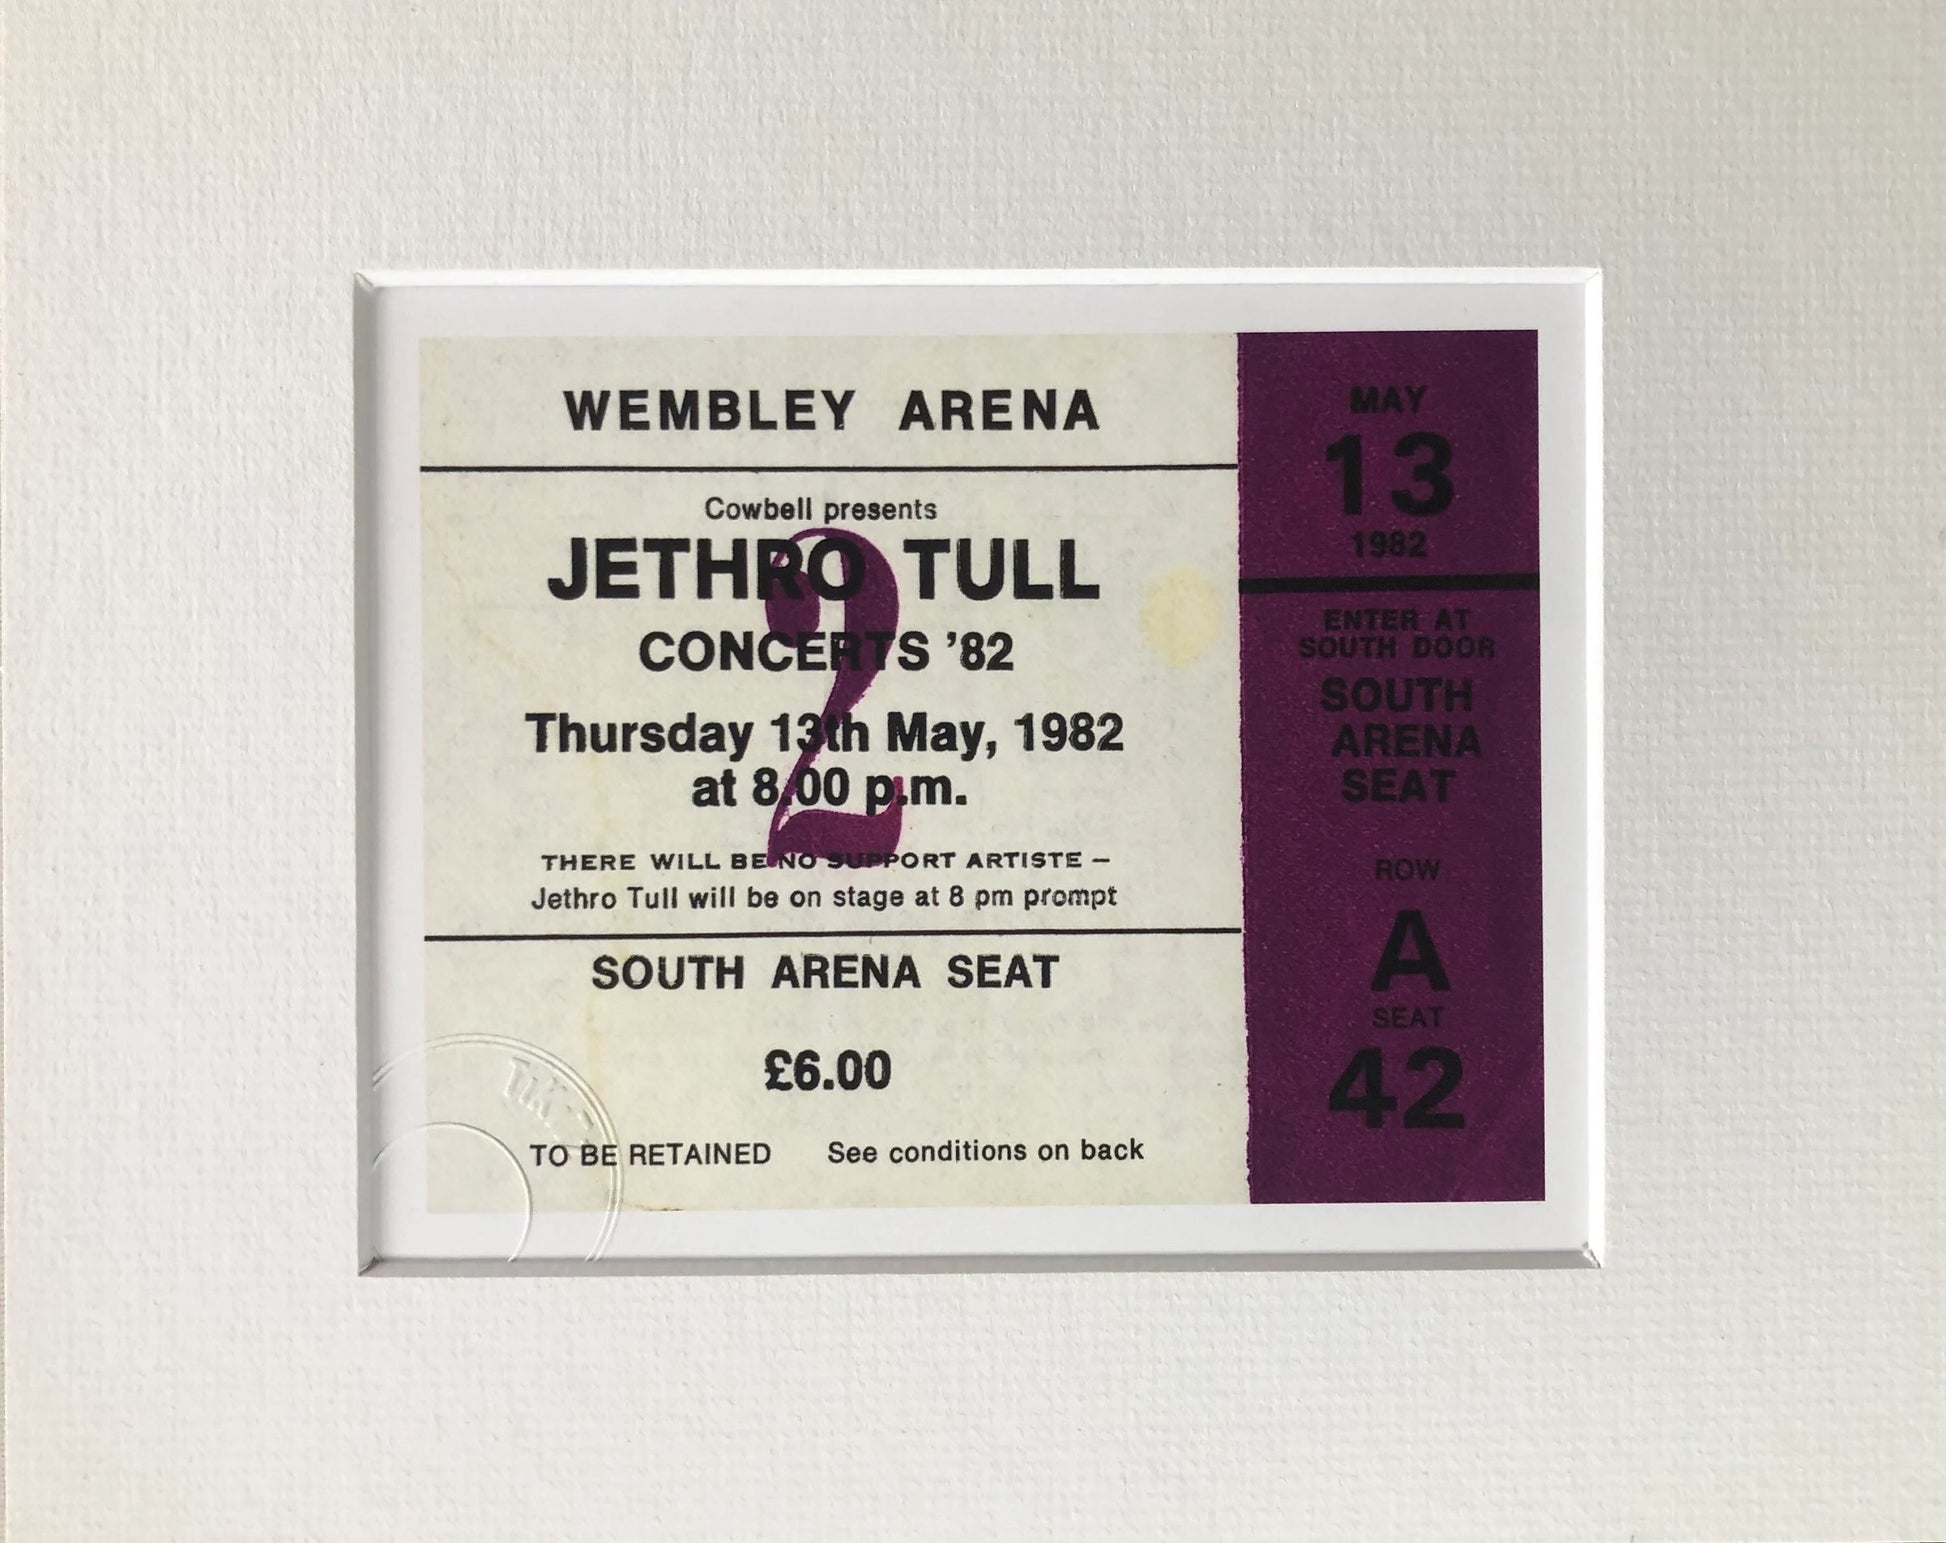 WEMBLEY ARENA
Cowbell presents
JETHRO TULL
2
CONCERTS '82
Thursday 13th May, 1982
at 8.00 p.m.
THERE WILL BE NO SUPPORT ARTISTE –
Jethro Tull will be on stage at 8 pm prompt
SOUTH ARENA SEAT
£6.00
TO BE RETAINED See conditions on back
MAY
13
1982
ENTER AT
SOUTH DOOR
SOUTH
ARENA
SEAT
ROW
A
SEAT
42